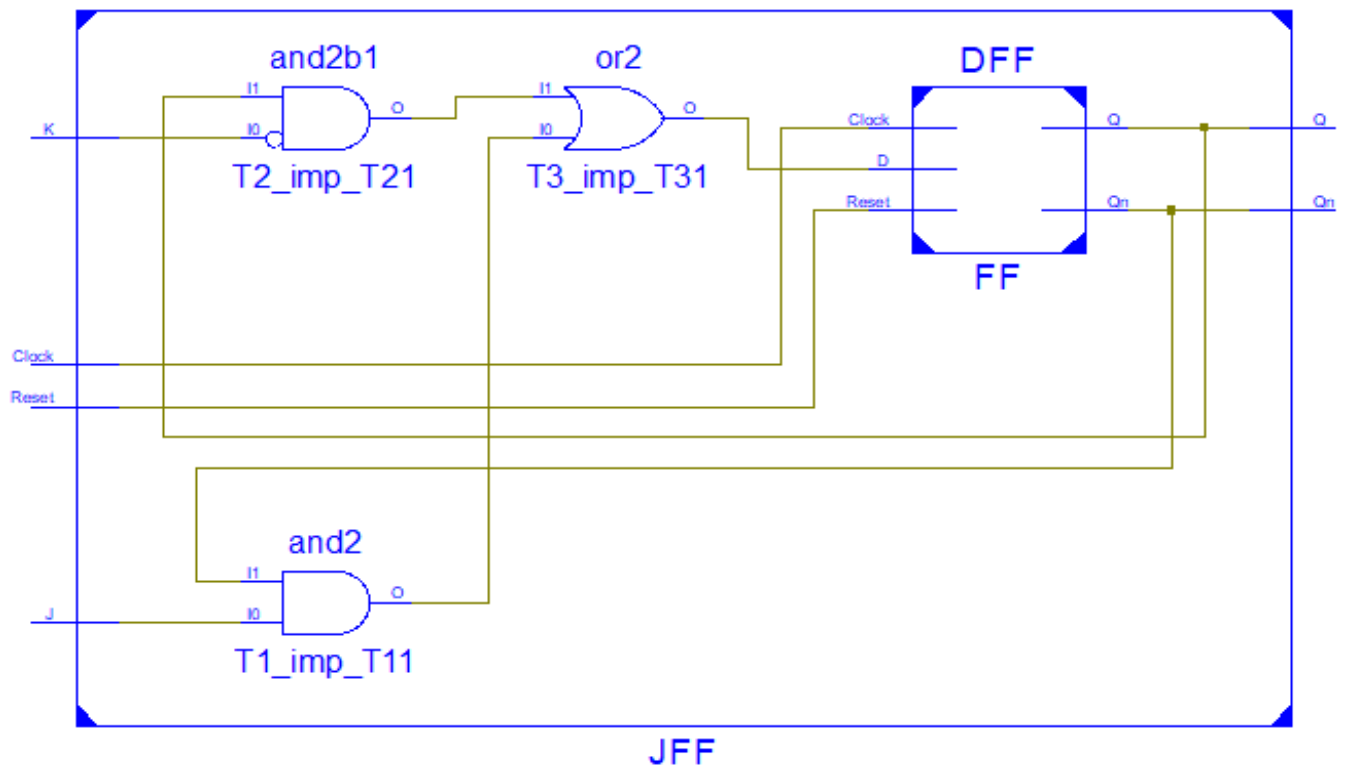 and2b1
or2
DFF
I1
O
I1
O
Clock
Q
Q
K
I0
I0
D
T2_imp_T21
T3_imp_T31
Reset
Qn
Qn
FF
Clock
Reset
and2
I1
O
J
I0
T1_imp_T11
JFF